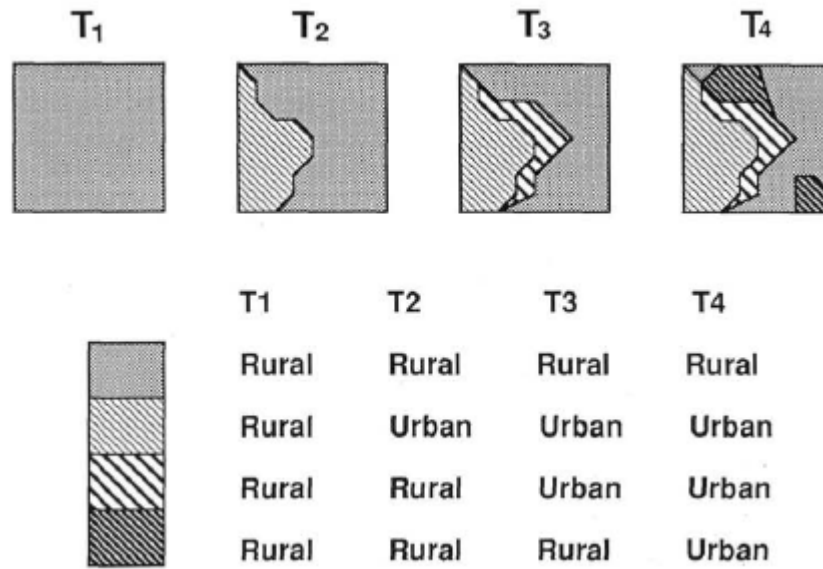 T1 T2 T3 T4
T1 T2 T3 T4
Rural Rural Rural Rural
Rural Urban Urban Urban
Rural Rural Urban Urban
Rural Rural Rural Urban